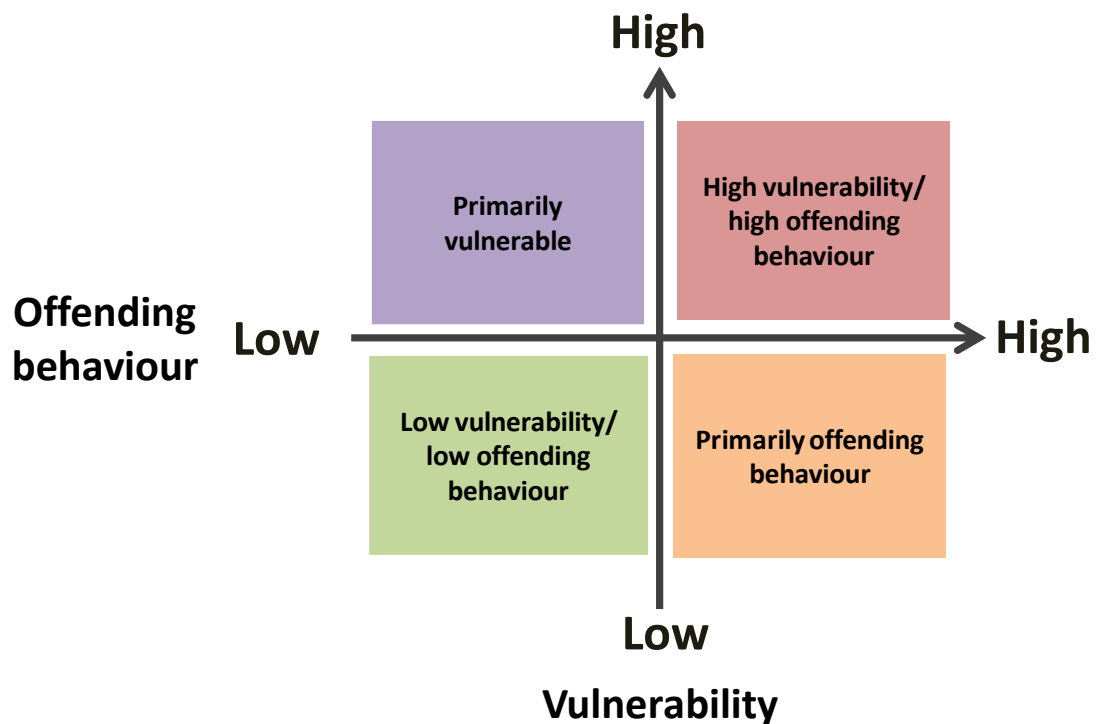 High
Primarily
vulnerable
High vulnerability/
high offending
behaviour
Offending
behaviour
Low
High
Low vulnerability/
low offending
behaviour
Primarily offending
behaviour
Low
Vulnerability